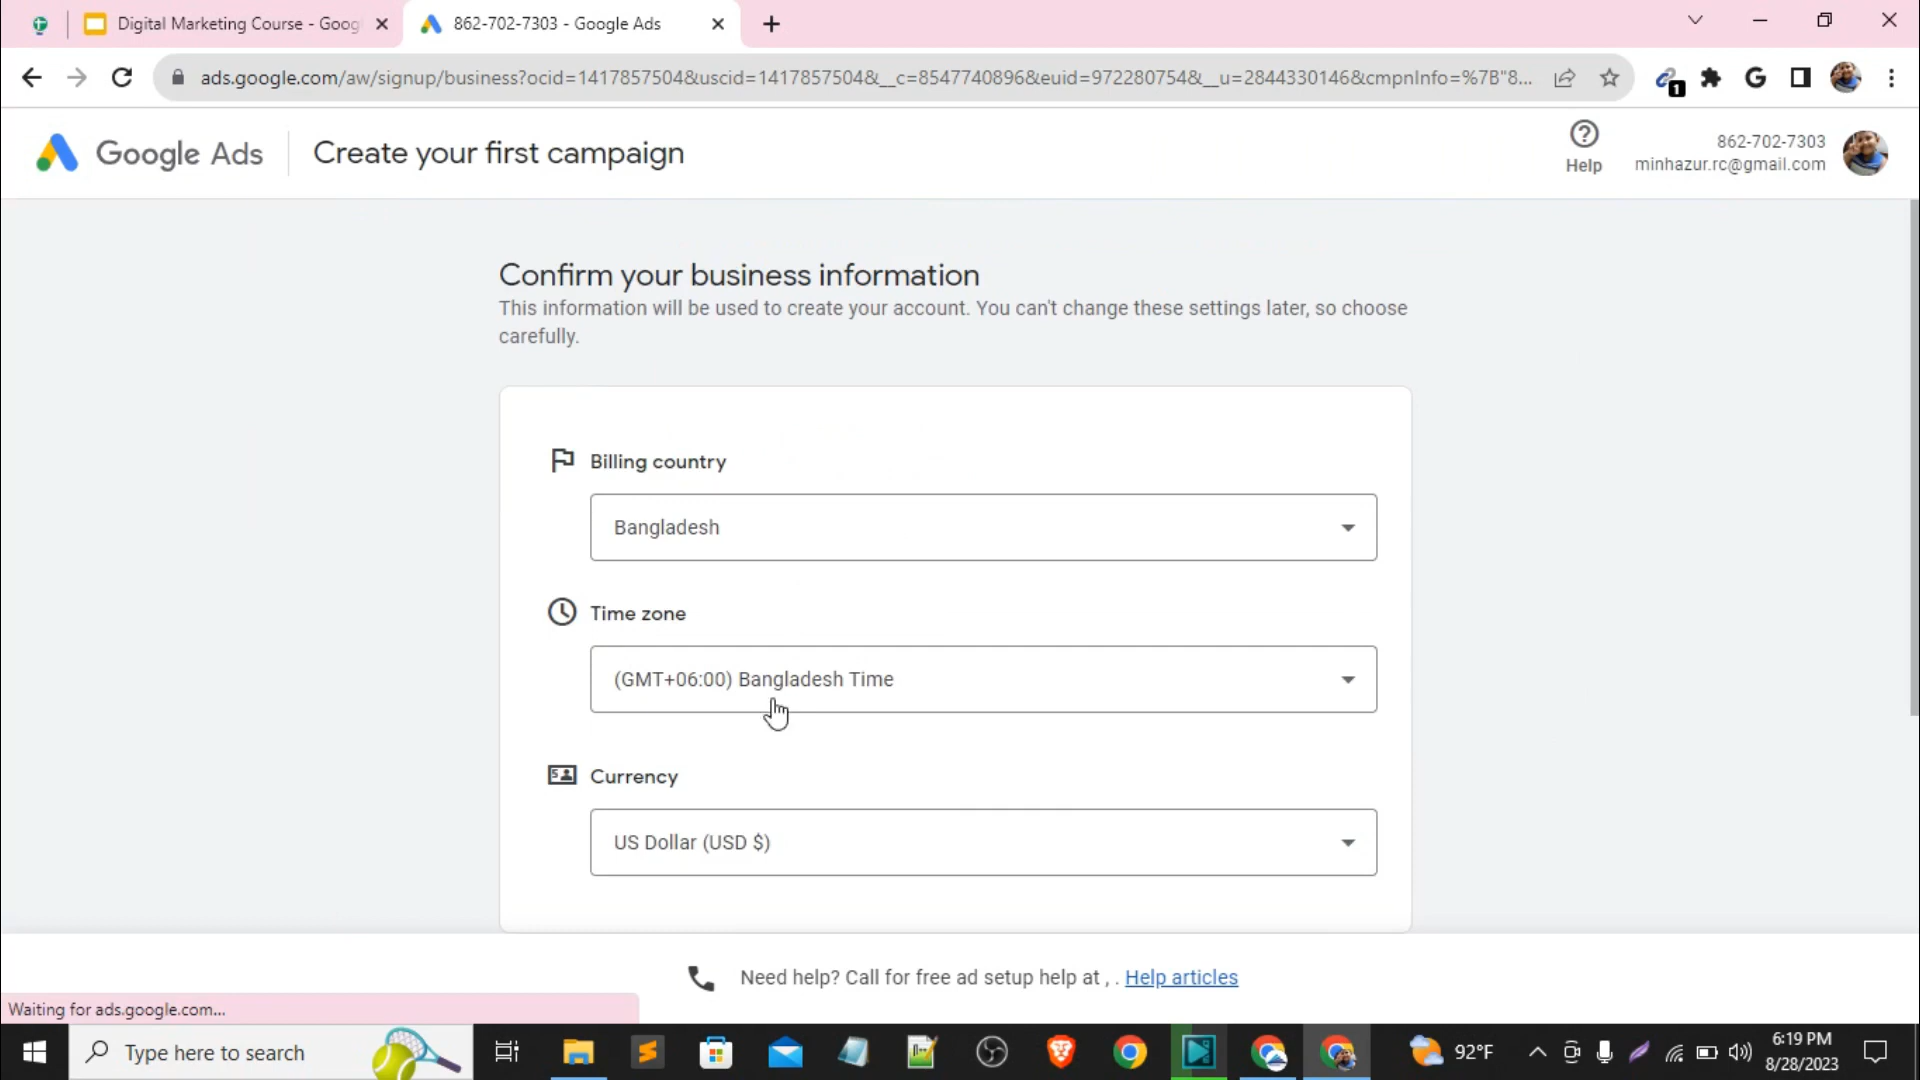 Digital Marketing Course - Goog
862-702-7303 - Google Ads
ads.google.com/aw/signup/business?ocid=1417857504&uscid=1417857504&__c=8547740896&euid=972280754&__u=2844330146&cmpnInfo=%7B"8...
1
Google Ads
Create your first campaign
Help
862-702-7303
minhazur.rc@gmail.com
Confirm your business information
This information will be used to create your account. You can't change these settings later, so choose
carefully.
Billing country
Bangladesh
Time zone
(GMT+06:00) Bangladesh Time
Currency
US Dollar (USD $)
Need help? Call for free ad setup help at , . Help articles
Waiting for ads.google.com...
Type here to search
92°F
6:19 PM
8/28/2023